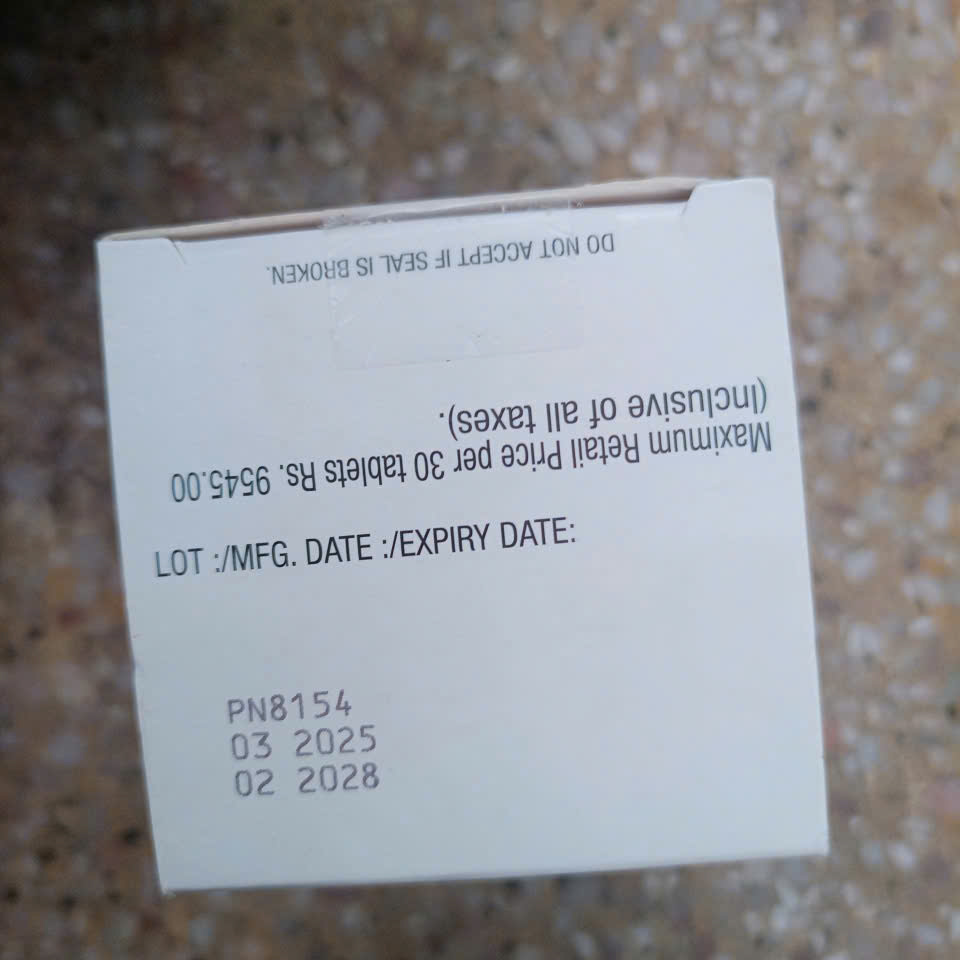 DO NOT ACCEPT IF SEAL IS BROKEN.
Maximum Retail Price per 30 tablets Rs. 9545.00
(Inclusive of all taxes).
LOT :/MFG. DATE :/EXPIRY DATE:
PN8154
03 2025
02 2028